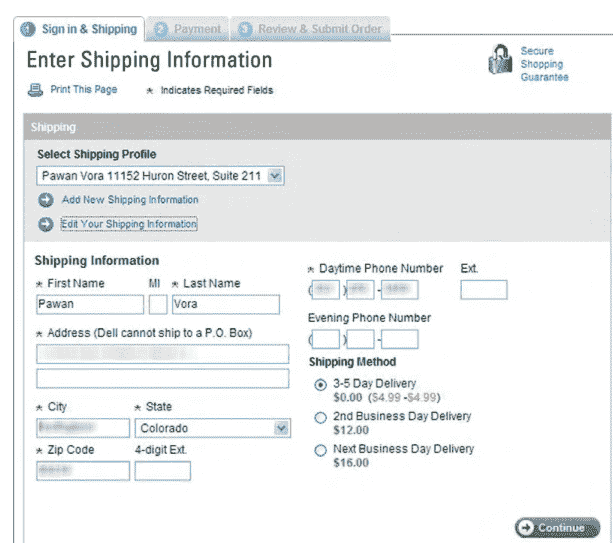 1 Sign in & Shipping 2 Payment 3 Review & Submit Order
Enter Shipping Information
Secure
Shopping
Guarantee
Print This Page * Indicates Required Fields
Shipping
Select Shipping Profile
Pawan Vora 11152 Huron Street, Suite 211
Add New Shipping Information
Edit Your Shipping Information
Shipping Information
* First Name MI * Last Name
Pawan Vora
* Address (Dell cannot ship to a P.O. Box)
* City * State
Colorado
* Zip Code 4-digit Ext.
* Daytime Phone Number Ext.
( ) -
Evening Phone Number
( ) -
Shipping Method
3-5 Day Delivery
$0.00 ($4.99 -$4.99)
2nd Business Day Delivery
$12.00
Next Business Day Delivery
$16.00
Continue